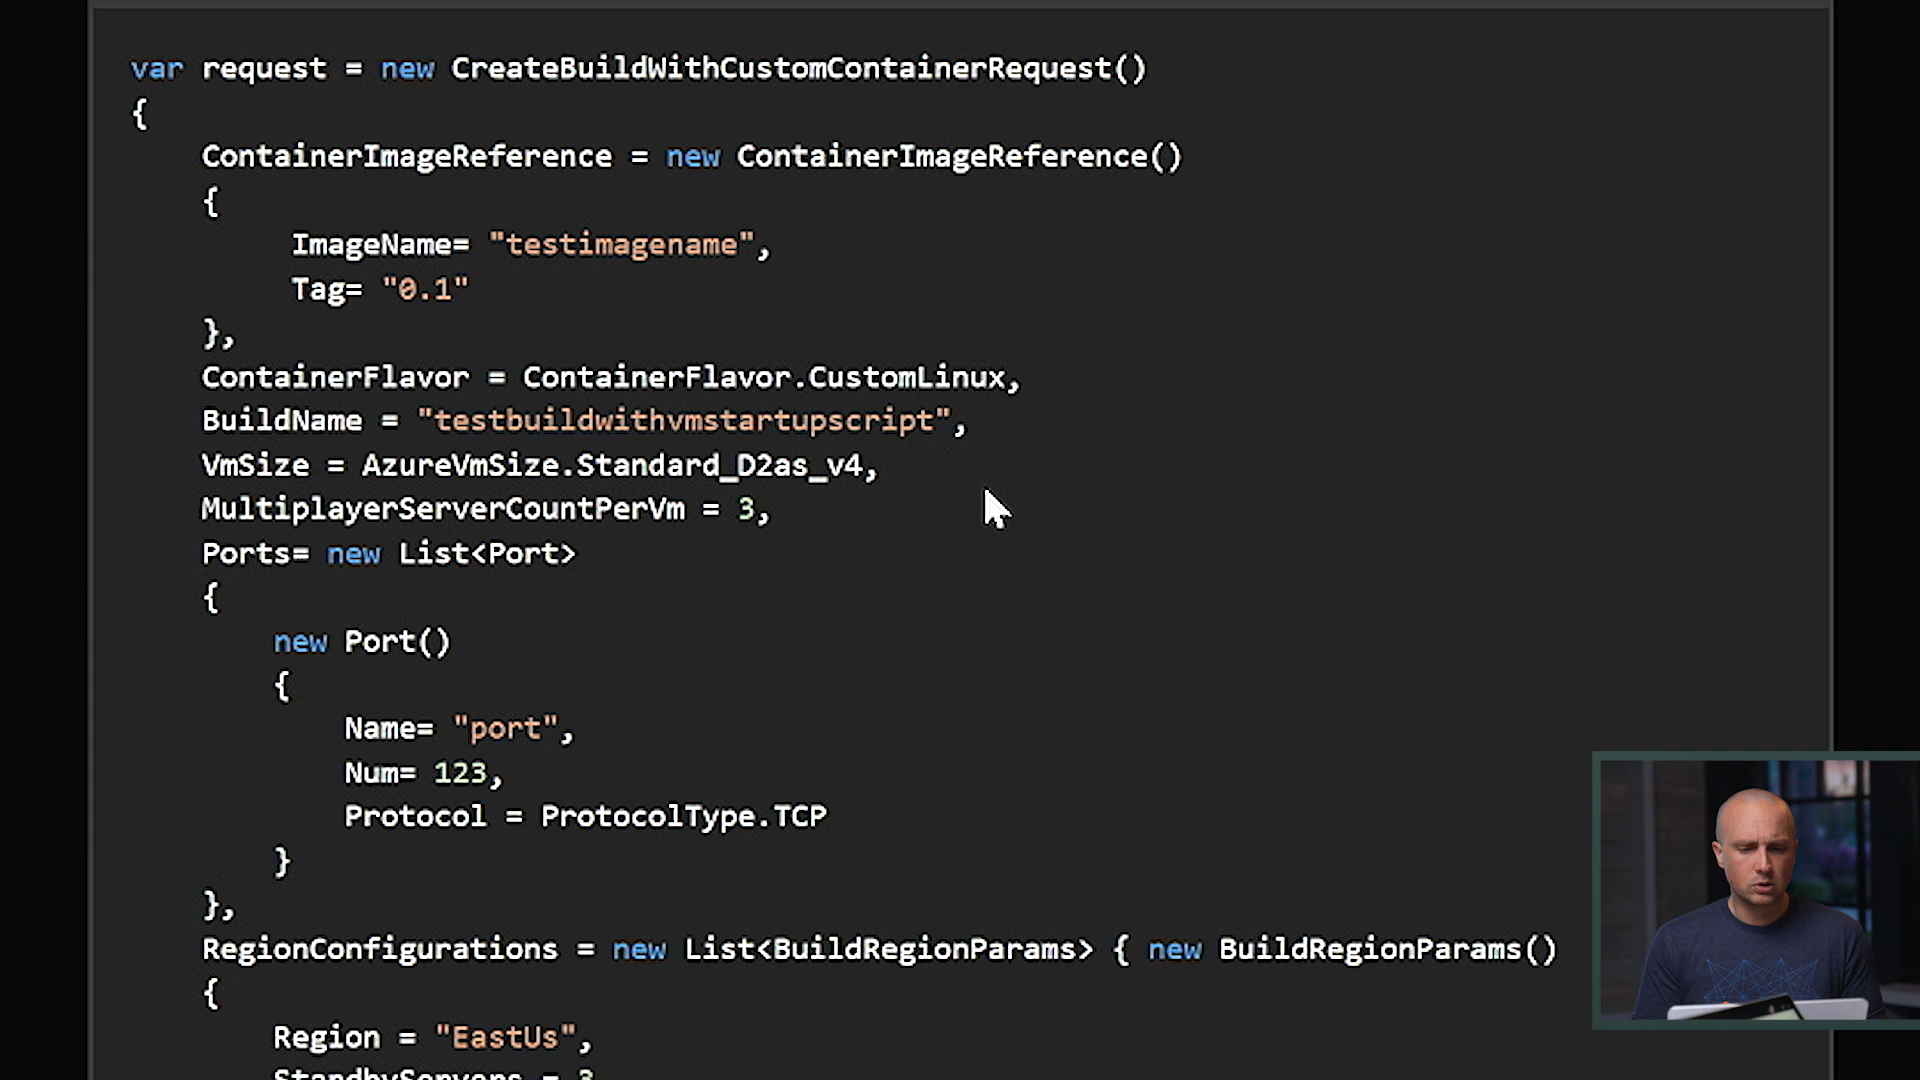 var request = new CreateBuildWithCustomContainerRequest()
{
ContainerImageReference = new ContainerImageReference()
{
ImageName= "testimagename",
Tag= "0.1"
},
ContainerFlavor = ContainerFlavor.CustomLinux,
BuildName = "testbuildwithvmstartupscript",
VmSize = AzureVmSize.Standard_D2as_v4,
MultiplayerServerCountPerVm = 3,
Ports= new List<Port>
{
new Port()
{
Name= "port",
Num= 123,
Protocol = ProtocolType.TCP
}
},
RegionConfigurations = new List<BuildRegionParams> { new BuildRegionParams()
{
Region = "EastUs",
StandbyServers = 3